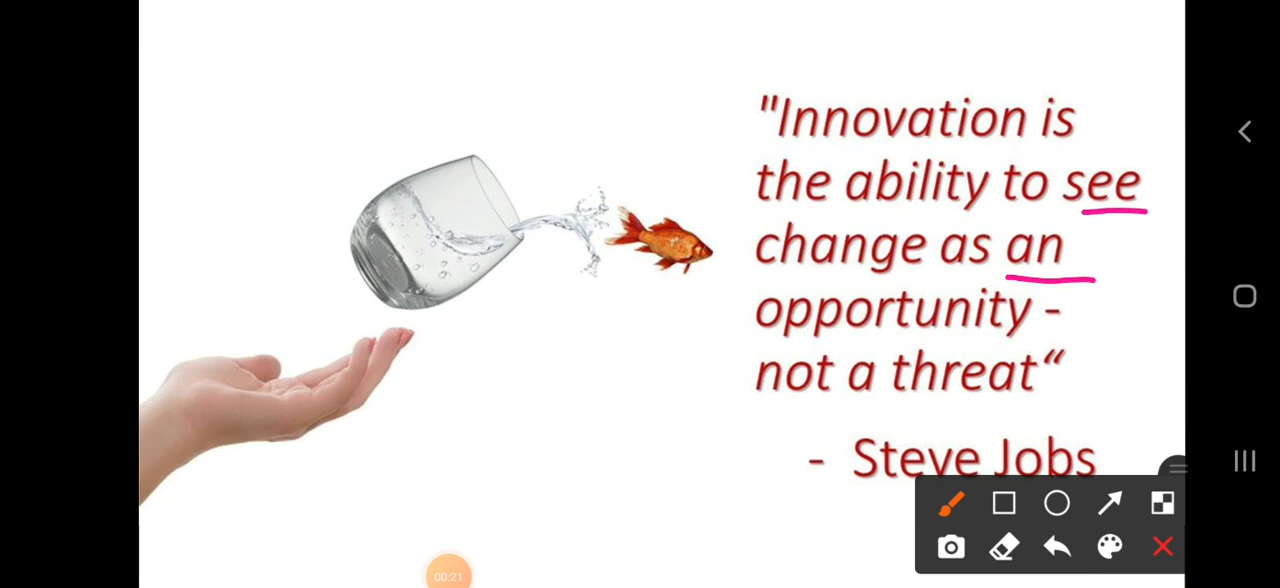 "Innovation is
the ability to see
change as an
opportunity -
not a threat“
- Steve Jobs
00:21